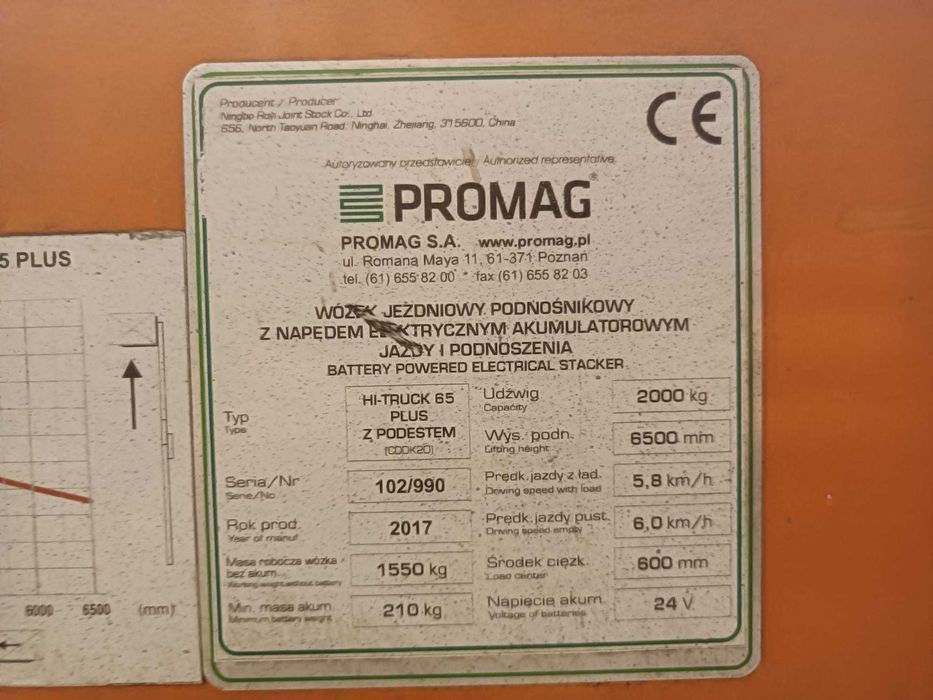 Producent / Producer
Ningbo Ruyi Joint Stock Co., Ltd.
656, North Taoyuan Road, Ninghai, Zhejiang, 315600, China
CE
Autoryzowany przedstawiciel / Authorized representative:
PROMAG®
PROMAG S.A. www.promag.pl
ul. Romana Maya 11, 61-371 Poznań
tel. (61) 655 82 00 * fax (61) 655 82 03
WÓZEK JEZDNIOWY PODNOŚNIKOWY
Z NAPĘDEM ELEKTRYCZNYM AKUMULATOROWYM
JAZDY I PODNOSZENIA
BATTERY POWERED ELECTRICAL STACKER
Typ
Type
HI-TRUCK 65
PLUS
Z PODESTEM
(CDDK20)
Seria/Nr
Serie/No.
102/990
Rok prod.
Year of manuf.
2017
Masa robocza wózka
bez akum.
Working weight without battery
1550 kg
Min. masa akum.
Minimum battery weight
210 kg
Udźwig
Capacity
2000 kg
Wys. podn.
Lifting height
6500 mm
Prędk. jazdy z ład.
Driving speed with load
5,8 km/h
Prędk. jazdy pust.
Driving speed empty
6,0 km/h
Środek ciężk.
Load center
600 mm
Napięcie akum.
Voltage of batteries
24 V
5 PLUS
6000 6500 (mm)